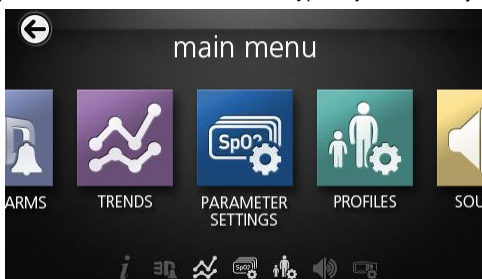 main menu
SpO2
ARMS
TRENDS
PARAMETER
SETTINGS
PROFILES
SOU